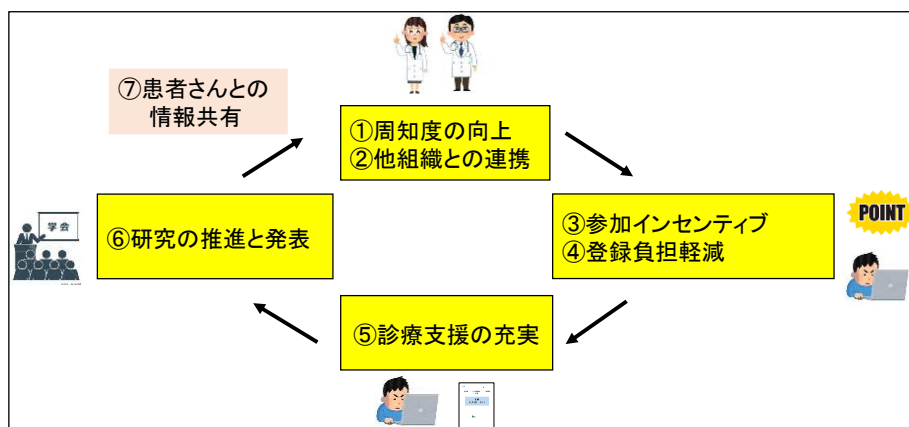 ⑦患者さんとの
情報共有
①周知度の向上
②他組織との連携
③参加インセンティブ
④登録負担軽減
POINT
⑥研究の推進と発表
学会
⑤診療支援の充実